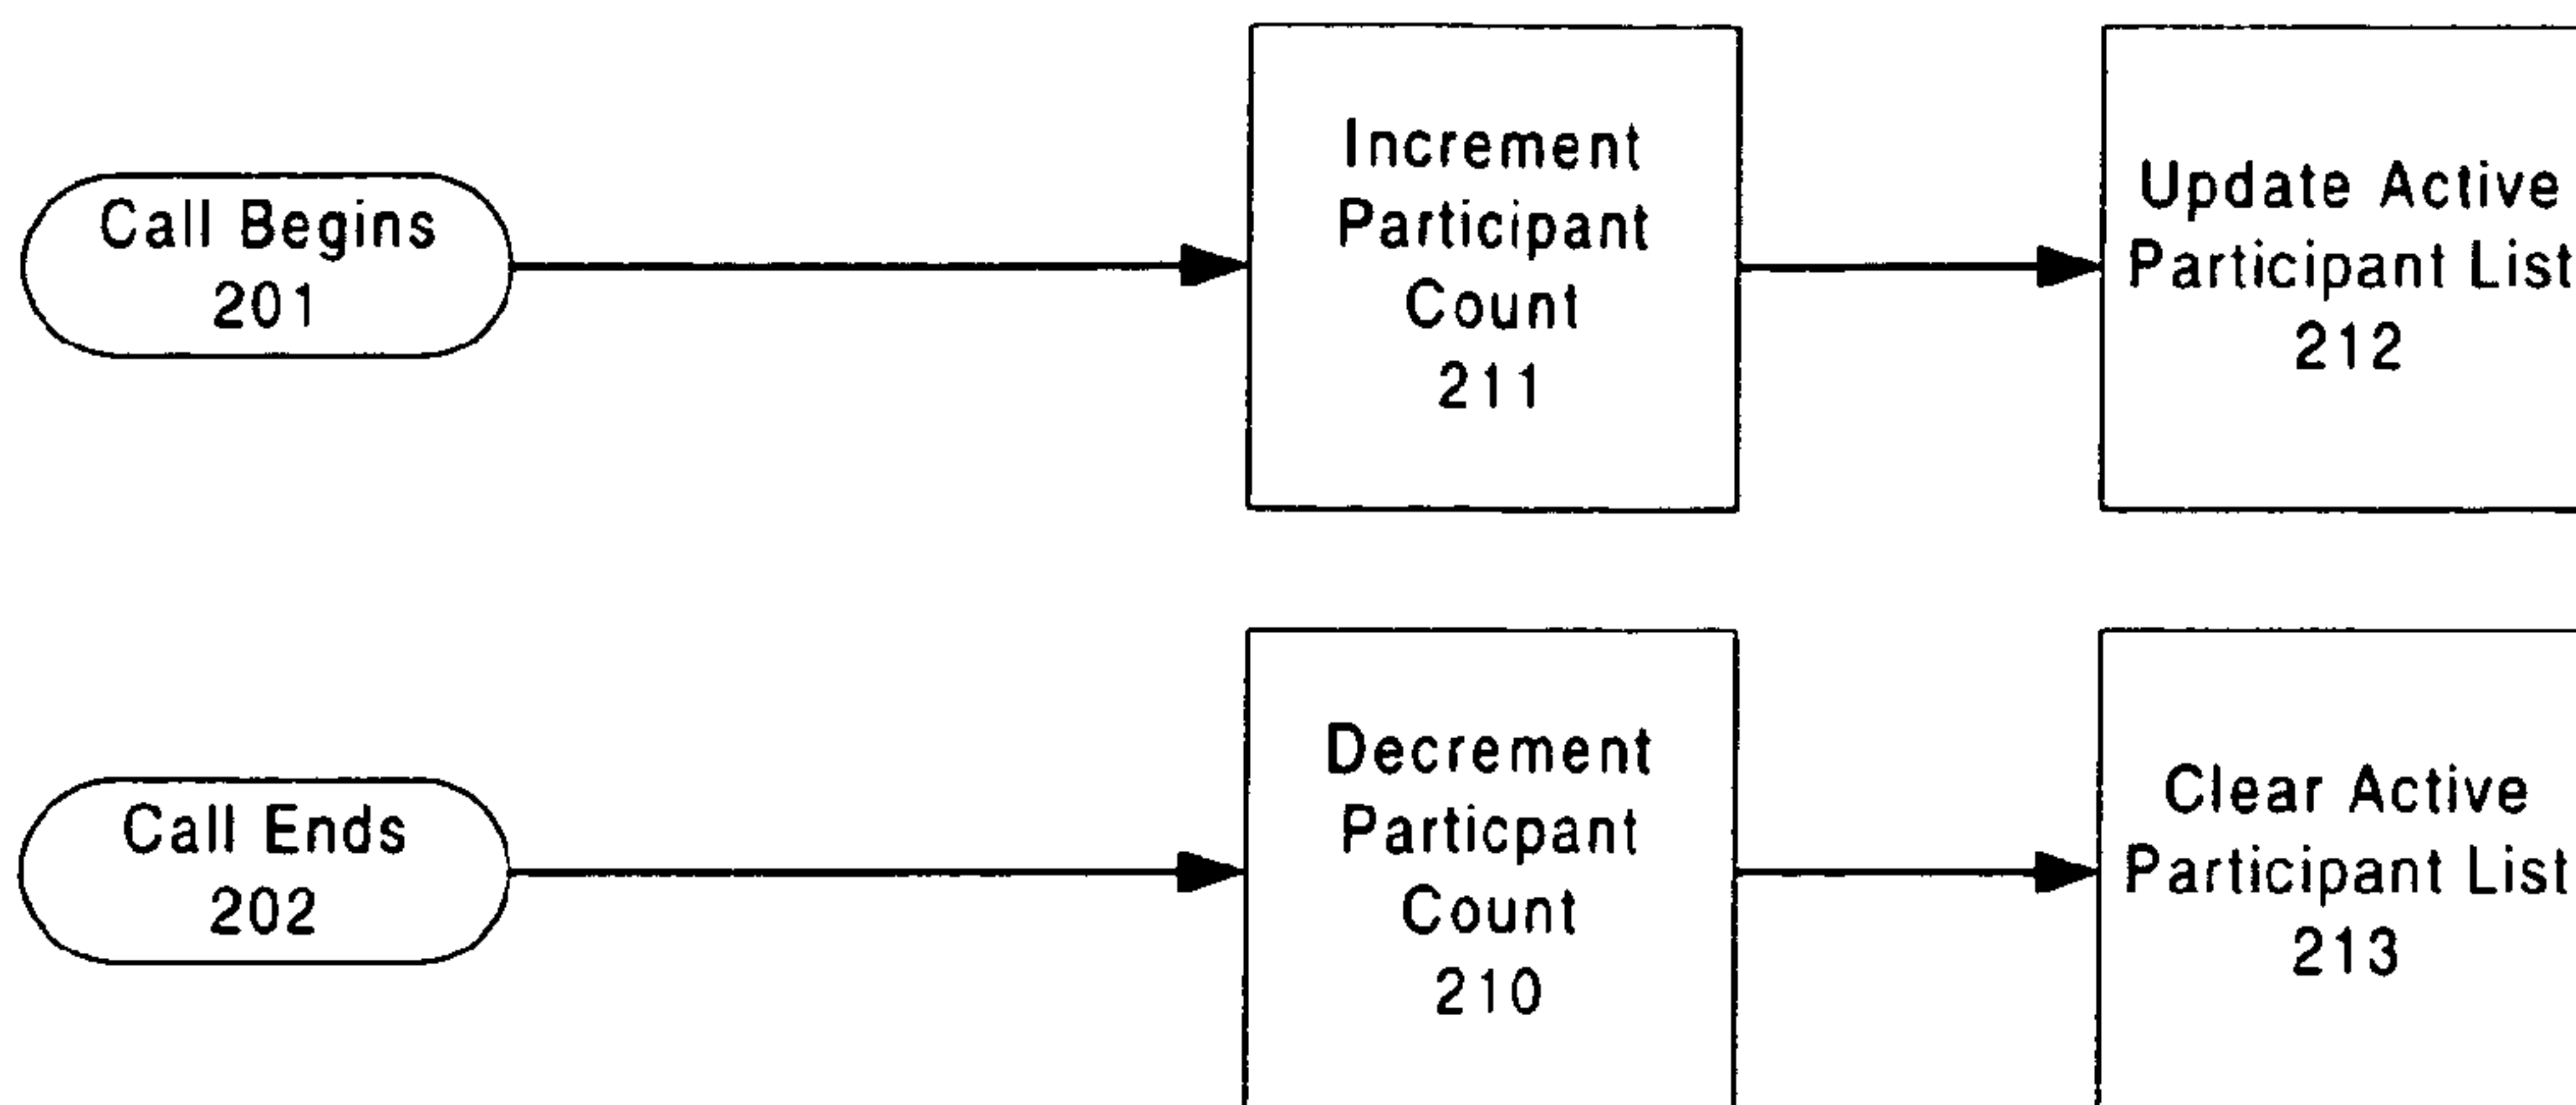 Call Begins
201
Increment
Participant
Count
211
Update Active
Participant List
212
Call Ends
202
Decrement
Particpant
Count
210
Clear Active
Participant List
213